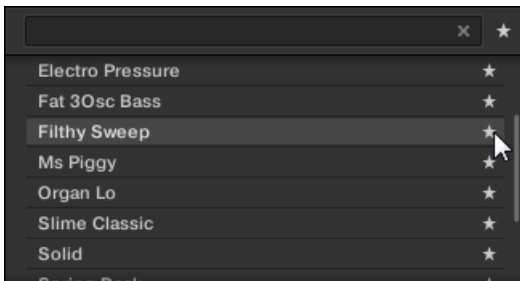 Electro Pressure
Fat 3Osc Bass
Filthy Sweep
Ms Piggy
Organ Lo
Slime Classic
Solid